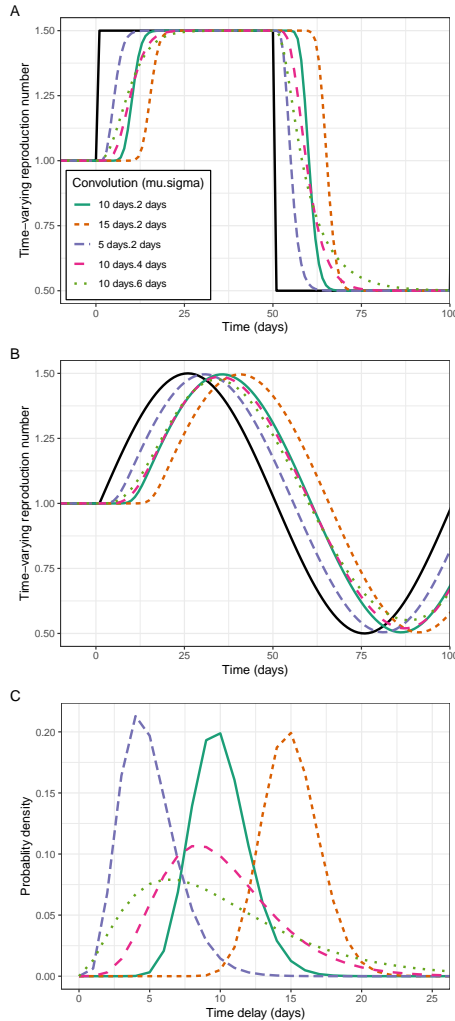 A
Time−varying reproduction number
1.50
1.25
1.00
0.75
0.50
Convolution (mu.sigma)
10 days.2 days
15 days.2 days
5 days.2 days
10 days.4 days
10 days.6 days
0
25
50
75
100
Time (days)
B
Time−varying reproduction number
1.50
1.25
1.00
0.75
0.50
0
25
50
75
100
Time (days)
C
Probabilty density
0.20
0.15
0.10
0.05
0.00
0
5
10
15
20
25
Time delay (days)